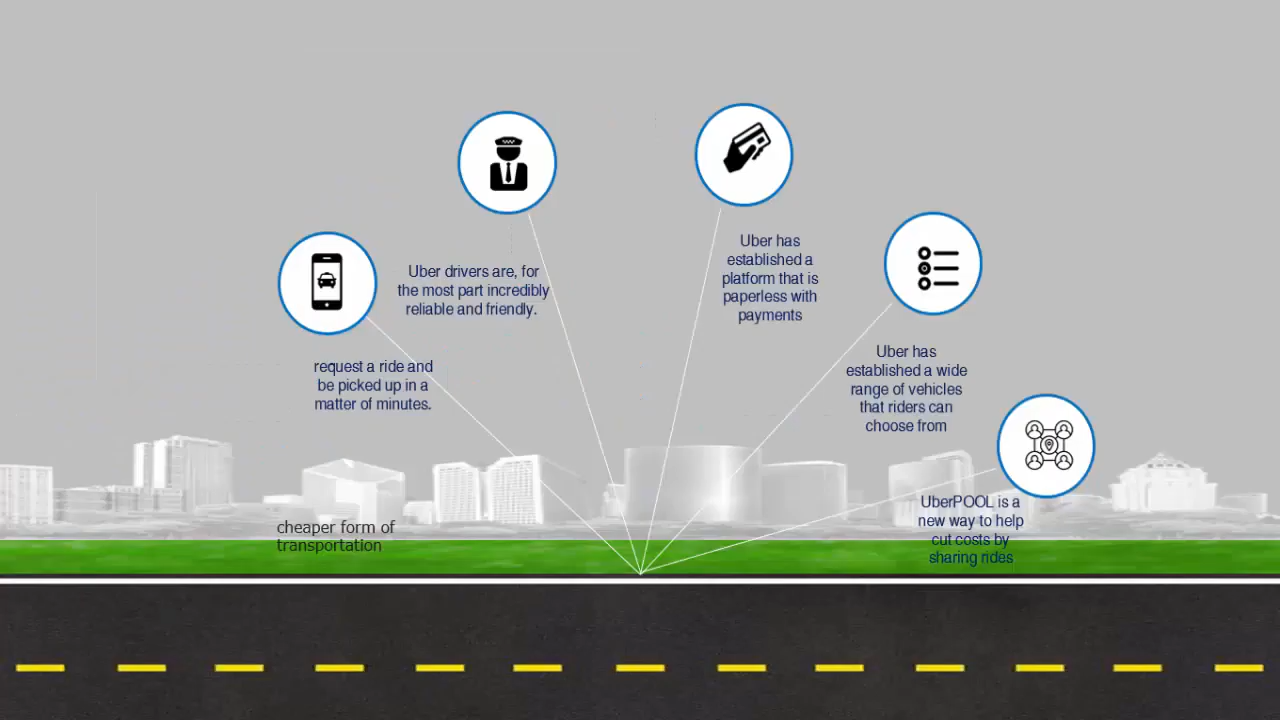 Uber drivers are, for
the most part incredibly
reliable and friendly.
request a ride and
be picked up in a
matter of minutes.
cheaper form of
transportation
Uber has
established a
platform that is
paperless with
payments
Uber has
established a wide
range of vehicles
that riders can
choose from
UberPOOL is a
new way to help
cut costs by
sharing rides